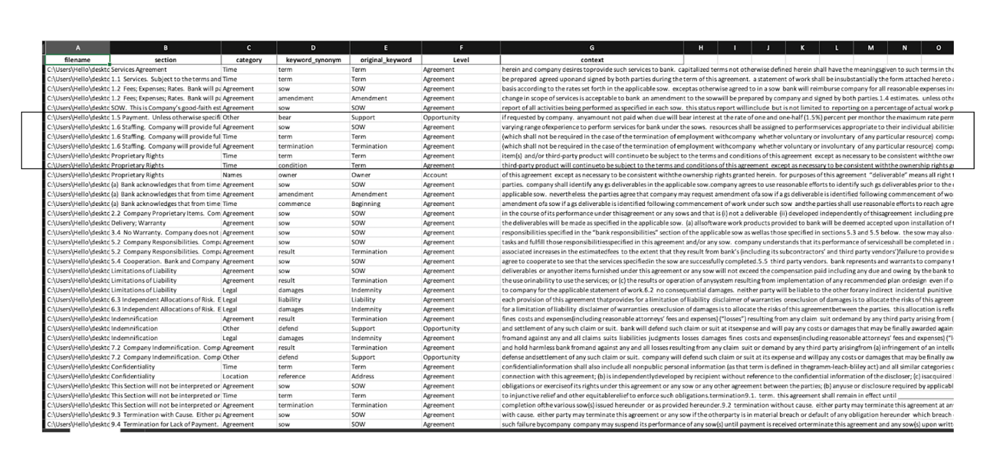 A B C D E F G H I J K L M N O
filename section category keyword_synonym original_keyword Level context
C:\Users\Hello\desktc Services Agreement Time term Term Agreement herein and company desires toprovide such services to bank. capitalized terms not otherwise defined herein shall have the meaningsgiven to such terms in the
C:\Users\Hello\desktc 1.1 Services. Subject to the terms and Time term Term Agreement be prepared agreed uponand signed by both parties during the term of this agreement. a statement of work shall be insubstantially the form attached hereto
C:\Users\Hello\desktc 1.2 Fees; Expenses; Rates. Bank will pa Agreement sow SOW Agreement basis according to the rates set forth in the applicable sow. exceptas otherwise agreed to in a sow bank will reimburse company for all reasonable expenses
C:\Users\Hello\desktc 1.2 Fees; Expenses; Rates. Bank will pa Agreement amendment Amendment Agreement change in scope of services is acceptable to bank an amendment to the sowwill be prepared by company and signed by both parties.1.4 estimates. unless othe
C:\Users\Hello\desktc SOW. This is Company's good-faith est Agreement sow SOW Agreement report of all activities being performed as specified in each sow. this status report willinclude but is not limited to reporting on a percentage of actual work p
C:\Users\Hello\desktc 1.5 Payment. Unless otherwise specifi Other bear Support Opportunity if requested by company. anyamount not paid when due will bear interest at the rate of one and one-half (1.5%) percent per monthor the maximum rate perm
C:\Users\Hello\desktc 1.6 Staffing. Company will provide ful Agreement sow SOW Agreement varying range ofexperience to perform services for bank under the sows. resources shall be assigned to performservices appropriate to their individual abilities
C:\Users\Hello\desktc 1.6 Staffing. Company will provide ful Time term Term Agreement (which shall not be required in the case of the termination of employment withcompany whether voluntary or involuntary of any particular resource) compa
C:\Users\Hello\desktc 1.6 Staffing. Company will provide ful Agreement termination Termination Agreement (which shall not be required in the case of the termination of employment withcompany whether voluntary or involuntary of any particular resource) compa
C:\Users\Hello\desktc Proprietary Rights Time term Term Agreement item(s) and/or third-party product will continueto be subject to the terms and conditions of this agreement except as necessary to be consistent withthe ow
C:\Users\Hello\desktc Proprietary Rights Time condition Term Agreement third-party product will continueto be subject to the terms and conditions of this agreement except as necessary to be consistent withthe ownership rights
C:\Users\Hello\desktc Proprietary Rights Names owner Owner Account of this agreement except as necessary to be consistent withthe ownership rights granted herein. for purposes of this agreement “deliverable” means all right
C:\Users\Hello\desktc (a) Bank acknowledges that from time Agreement sow SOW Agreement parties. company shall identify any gs deliverables in the applicable sow.company agrees to use reasonable efforts to identify such gs deliverables prior to the
C:\Users\Hello\desktc (a) Bank acknowledges that from time Agreement amendment Amendment Agreement applicable sow. nevertheless the parties agree that company may request amendment ofa sow if a gs deliverable is identified following commencement of wo
C:\Users\Hello\desktc (a) Bank acknowledges that from time Time commence Beginning Agreement amendment ofa sow if a gs deliverable is identified following commencement of work under such sow andthe parties shall use reasonable efforts to reach agre
C:\Users\Hello\desktc 2.2 Company Proprietary Items. Com Agreement sow SOW Agreement in the course of its performance under thisagreement or any sows and that is (i) not a deliverable (ii) developed independently of thisagreement including pre
C:\Users\Hello\desktc Delivery; Warranty Agreement sow SOW Agreement the deliverables will be made as specified in the applicable sow. (a) allsoftware work products provided to bank will be deemed accepted upon installation of
C:\Users\Hello\desktc 3.4 No Warranty. Company does not Agreement sow SOW Agreement responsibilities specified in the “bank responsibilities” section of the applicable sow as wellas those specified in sections 5.3 and 5.5 below. the sow may also
C:\Users\Hello\desktc 5.2 Company Responsibilities. Compa Agreement sow SOW Agreement tasks and fulfill those responsibilitiesspecified in this agreement and/or any sow. company understands that its performance of servicesshall be completed in
C:\Users\Hello\desktc 5.2 Company Responsibilities. Compa Agreement result Termination Agreement associated increases in the estimatedfees to the extent that they result from bank's (including its subcontractors' and third party vendors')failure to provide
C:\Users\Hello\desktc 5.4 Cooperation. Bank and Company Agreement sow SOW Agreement agree to cooperate to see that the services specifiedin the sow are successfully completed.5.5 third party vendors. bank represents and warrants to company
C:\Users\Hello\desktc Limitations of Liability Agreement sow SOW Agreement deliverables or anyother items furnished under this agreement or any sow will not exceed the compensation paid including any due and owing by the bank to
C:\Users\Hello\desktc Limitations of Liability Agreement result Termination Agreement the use orinability to use the services; or (c) the results or operation of anysystem resulting from implementation of any recommended plan ordesign even if
C:\Users\Hello\desktc Limitations of Liability Legal damages Indemnity Agreement to company for the applicable statement of work.6.2 no consequential damages. neither party will be liable to the other forany indirect incidental punitive
C:\Users\Hello\desktc 6.3 Independent Allocations of Risk. E Legal liability Liability Agreement each provision of this agreement thatprovides for a limitation of liability disclaimer of warranties orexclusion of damages is to allocate the risks of this agreem
C:\Users\Hello\desktc 6.3 Independent Allocations of Risk. E Legal damages Indemnity Agreement for a limitation of liability disclaimer of warranties orexclusion of damages is to allocate the risks of this agreementbetween the parties. this allocation is refle
C:\Users\Hello\desktc Indemnification Agreement result Termination Agreement fines costs and expenses(including reasonable attorneys' fees and expenses) (“losses”) resulting from any claim suit ordemand by any third party arising from
C:\Users\Hello\desktc Indemnification Other defend Support Opportunity and settlement of any such claim or suit. bank will defend such claim or suit at itsexpense and will pay any costs or damages that may be finally awarded again
C:\Users\Hello\desktc Indemnification Legal damages Indemnity Agreement fromand against any and all claims suits liabilities judgments losses damages fines costs and expenses(including reasonable attorneys' fees and expenses)
C:\Users\Hello\desktc 7.2 Company Indemnification. Comp Agreement result Termination Agreement and hold harmless bank fromand against any and all losses resulting from any claim suit or demand by any third party arisingfrom (a) infringement of an intelle
C:\Users\Hello\desktc 7.2 Company Indemnification. Comp Other defend Support Opportunity defense andsettlement of any such claim or suit. company will defend such claim or suit at its expense and willpay any costs or damages that may be finally aw
C:\Users\Hello\desktc Confidentiality Time term Term Agreement confidentialinformation shall also include all nonpublic personal information (as that term is defined in thegramm-leach-bliley act) and all similar categories
C:\Users\Hello\desktc Confidentiality Location reference Address Agreement connection with this agreement; (b) is independentlydeveloped by recipient without reference to the confidential information of the discloser; (c) isacquired
C:\Users\Hello\desktc This Section will not be interpreted or Agreement sow SOW Agreement obligations or exerciseof its rights under this agreement or any sow or any other agreement between the parties; (b) anyuse or disclosure required by applicabl
C:\Users\Hello\desktc This Section will not be interpreted or Time term Term Agreement to injunctive relief and other equitablerelief to enforce such obligations.termination9.1. term. this agreement shall remain in effect until
C:\Users\Hello\desktc This Section will not be interpreted or Agreement termination Termination Agreement completion ofthe various sow(s) issued hereunder or as provided hereunder.9.2 termination without cause. either party may terminate this agreement at an
C:\Users\Hello\desktc 9.3 Termination with Cause. Either pa Agreement sow SOW Agreement with cause. either party may terminate this agreement or any sow if the otherparty is in material breach or default of any obligation hereunder which breach
C:\Users\Hello\desktc 9.4 Termination for Lack of Payment. Agreement sow SOW Agreement such failure bycompany company may suspend its performance of any sow(s) until payment is received orterminate this agreement and any sow(s) upon writt